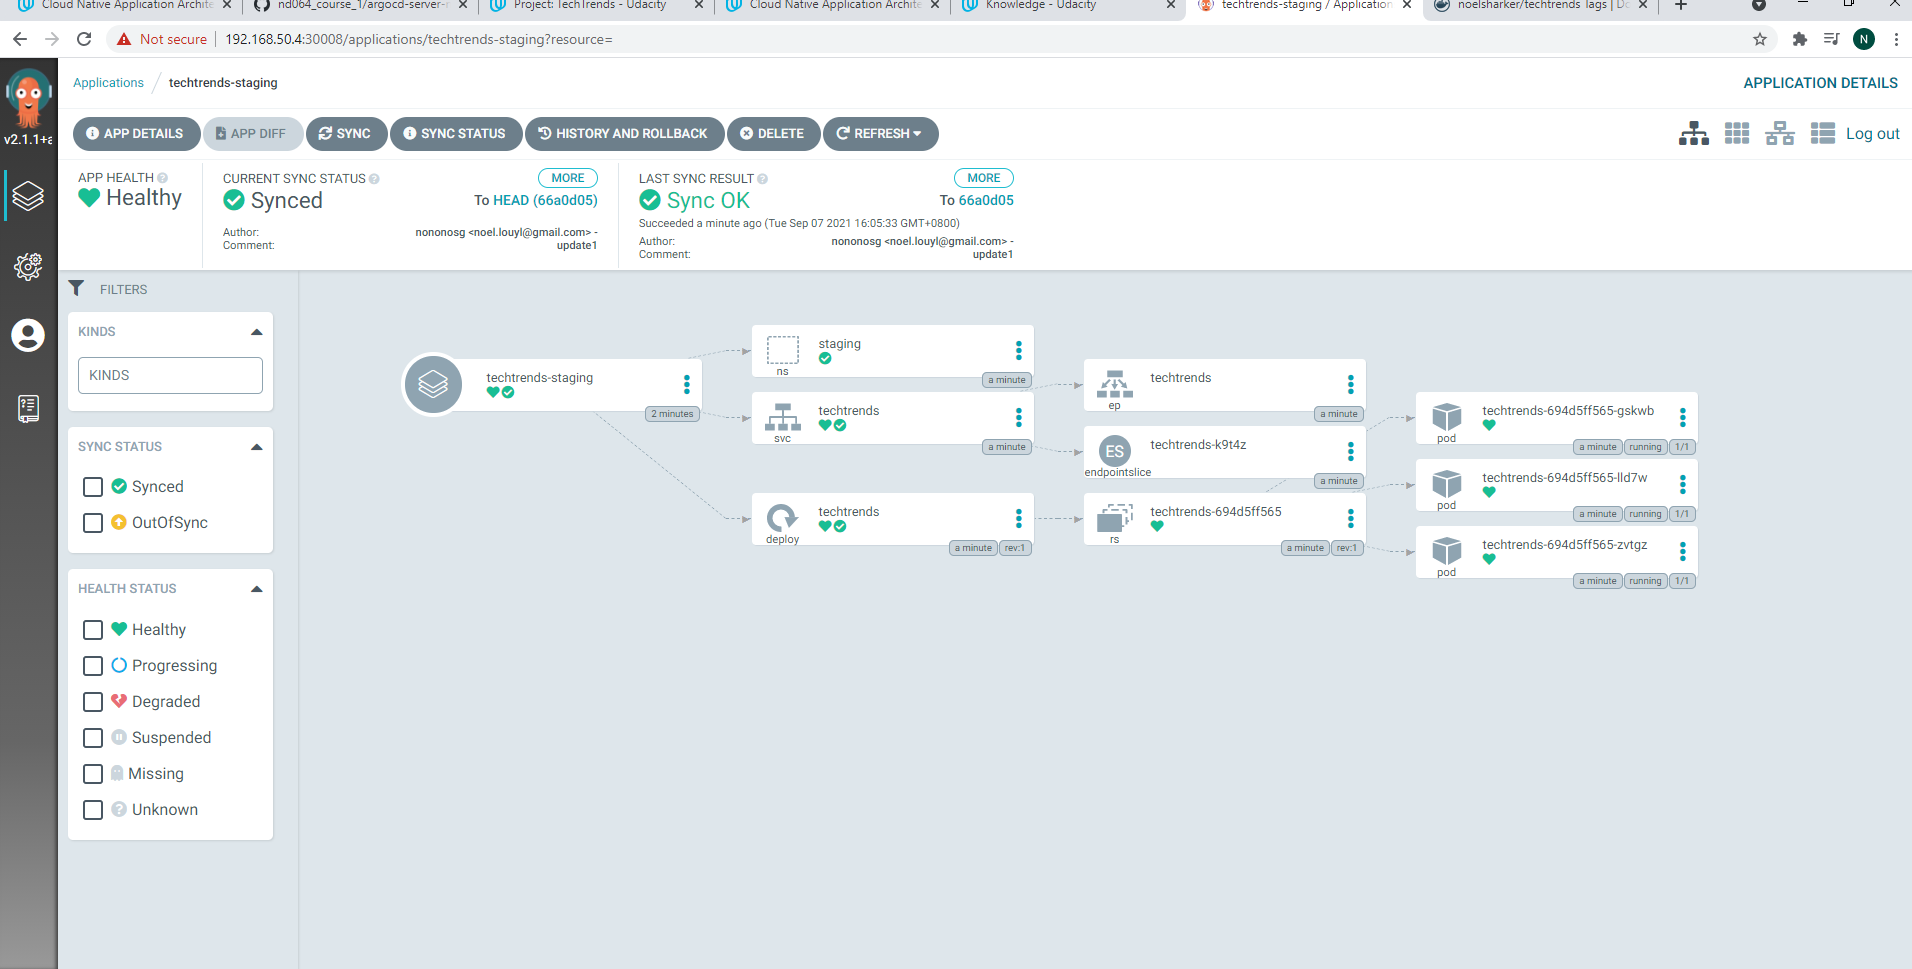 Cloud Native Application Archite
nd064_course_1/argocd-server-
Project: TechTrends - Udacity
Cloud Native Application Archite
Knowledge - Udacity
techtrends-staging / Application
noelsharker/techtrends Tags | Do
Not secure
192.168.50.4:30008/applications/techtrends-staging?resource=
N
Applications / techtrends-staging
APPLICATION DETAILS
v2.1.1+a
APP DETAILS
APP DIFF
SYNC
SYNC STATUS
HISTORY AND ROLLBACK
DELETE
REFRESH
Log out
APP HEALTH
Healthy
CURRENT SYNC STATUS
MORE
Synced
To HEAD (66a0d05)
Author:
nononosg <noel.louyl@gmail.com> -
Comment:
update1
LAST SYNC RESULT
MORE
Sync OK
To 66a0d05
Succeeded a minute ago (Tue Sep 07 2021 16:05:33 GMT+0800)
Author:
nononosg <noel.louyl@gmail.com> -
Comment:
update1
FILTERS
KINDS
KINDS
SYNC STATUS
Synced
OutOfSync
HEALTH STATUS
Healthy
Progressing
Degraded
Suspended
Missing
Unknown
techtrends-staging
2 minutes
staging
ns
a minute
techtrends
svc
a minute
techtrends
deploy
a minute
rev:1
techtrends
ep
a minute
ES
techtrends-k9t4z
endpointslice
a minute
techtrends-694d5ff565
rs
a minute
rev:1
techtrends-694d5ff565-gskwb
pod
a minute
running
1/1
techtrends-694d5ff565-lld7w
pod
a minute
running
1/1
techtrends-694d5ff565-zvtgz
pod
a minute
running
1/1